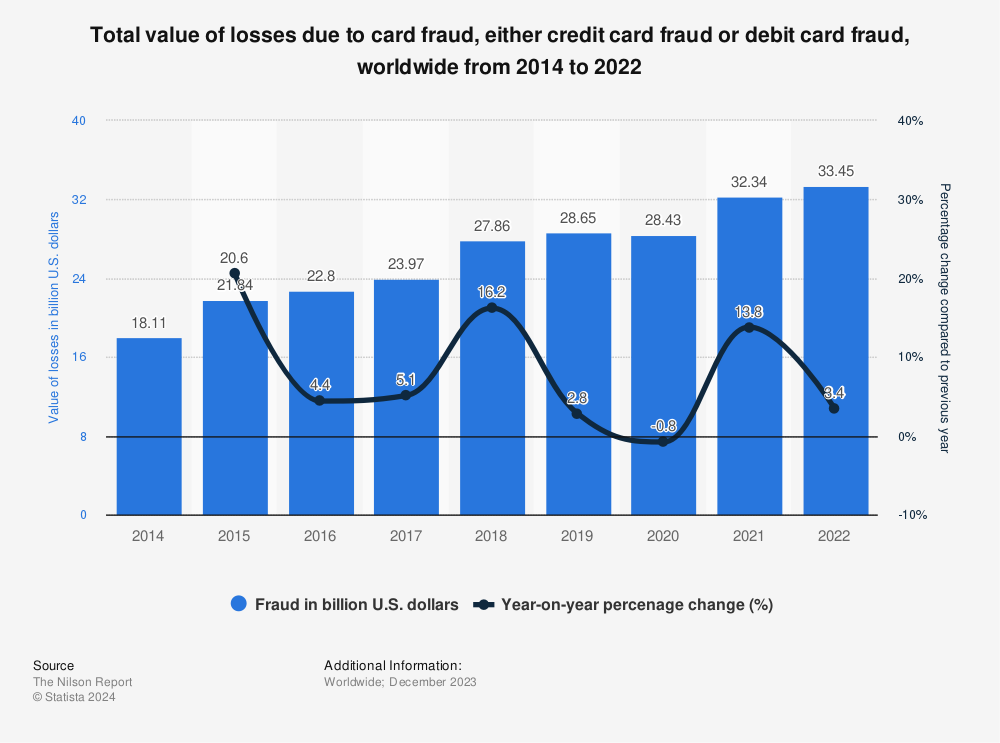 Total value of losses due to card fraud, either credit card fraud or debit card fraud,
worldwide from 2014 to 2022
40
32
24
16
8
0
Value of losses in billion U.S. dollars
40%
30%
20%
10%
0%
-10%
Percentage change compared to previous year
18.11
21.84
22.8
23.97
27.86
28.65
28.43
32.34
33.45
20.6
4.4
5.1
16.2
2.8
-0.8
13.8
3.4
2014 2015 2016 2017 2018 2019 2020 2021 2022
Fraud in billion U.S. dollars Year-on-year percenage change (%)
Source
The Nilson Report
© Statista 2024
Additional Information:
Worldwide; December 2023